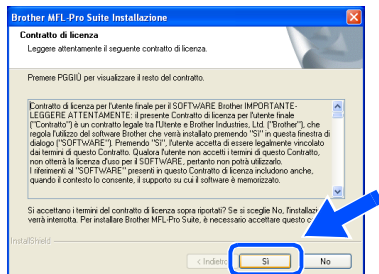 Brother MFL-Pro Suite Installazione
Contratto di licenza
Leggere attentamente il seguente contratto di licenza.
Premere PGGIÙ per visualizzare il resto del contratto.
Contratto di licenza per l'utente finale per il SOFTWARE Brother IMPORTANTE-
LEGGERE ATTENTAMENTE: il presente Contratto di licenza per l'utente finale
("Contratto") è un contratto legale tra l'Utente e Brother Industries, Ltd. ("Brother"), che
regola l'utilizzo del software Brother che verrà installato premendo "SI" in questa finestra di
dialogo ("SOFTWARE"). Premendo "SI", l'utente accetta di essere legalmente vincolato
dai termini di questo Contratto. Qualora l'utente non accetti i termini di questo Contratto,
non otterrà la licenza d'uso per il SOFTWARE, pertanto non potrà utilizzarlo.
I riferimenti al "SOFTWARE" presenti in questo Contratto di licenza includono anche,
quando il contesto lo consente, il supporto su cui il software è memorizzato.
Si accettano i termini del contratto di licenza sopra riportati? Se si sceglie No, l'installazi
verrà interrotta. Per installare Brother MFL-Pro Suite, è necessario accettare questo c
InstallShield
< Indietro
Sì
No